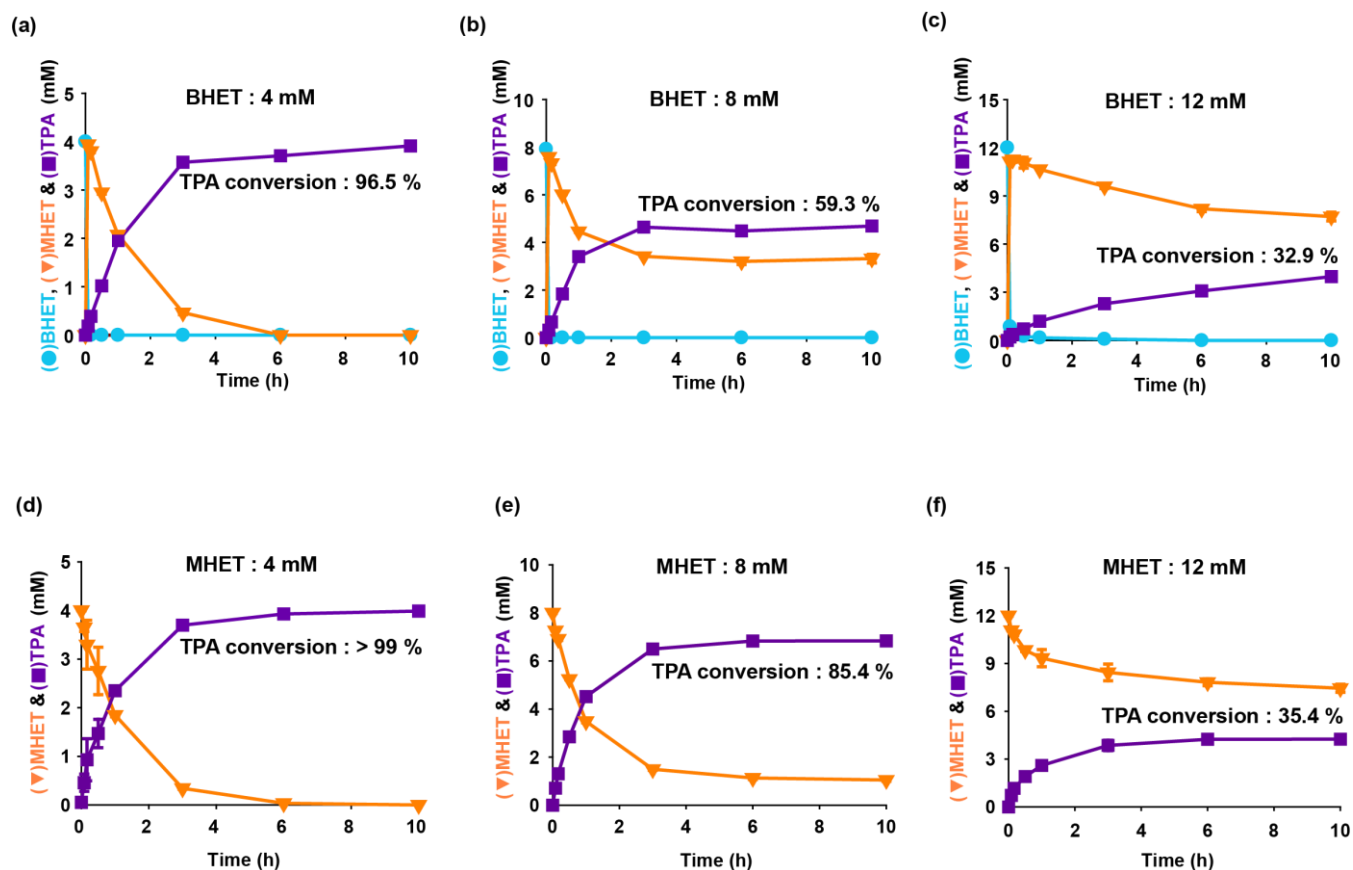 (a)
(●)BHET, (▼)MHET & (■)TPA (mM)
BHET : 4 mM
TPA conversion : 96.5 %
5
4
3
2
1
0
0 2 4 6 8 10
Time (h)
(b)
(●)BHET, (▼)MHET & (■)TPA (mM)
BHET : 8 mM
TPA conversion : 59.3 %
10
8
6
4
2
0
0 2 4 6 8 10
Time (h)
(c)
(●)BHET, (▼)MHET & (■)TPA (mM)
BHET : 12 mM
TPA conversion : 32.9 %
15
12
9
6
3
0
0 2 4 6 8 10
Time (h)
(d)
(▼)MHET & (■)TPA (mM)
MHET : 4 mM
TPA conversion : > 99 %
5
4
3
2
1
0
0 2 4 6 8 10
Time (h)
(e)
(▼)MHET & (■)TPA (mM)
MHET : 8 mM
TPA conversion : 85.4 %
10
8
6
4
2
0
0 2 4 6 8 10
Time (h)
(f)
(▼)MHET & (■)TPA (mM)
MHET : 12 mM
TPA conversion : 35.4 %
15
12
9
6
3
0
0 2 4 6 8 10
Time (h)